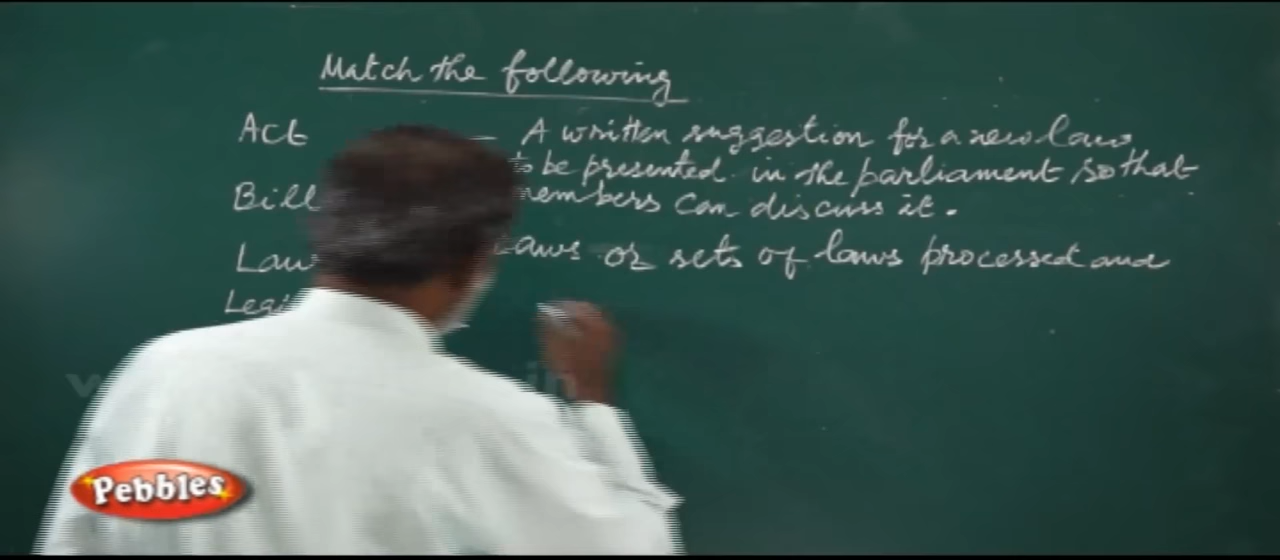 Match the following
Act – A written suggestion for a new law
to be presented in the parliament so that
Bill members can discuss it.
Law Laws or sets of laws processed and
Pebbles